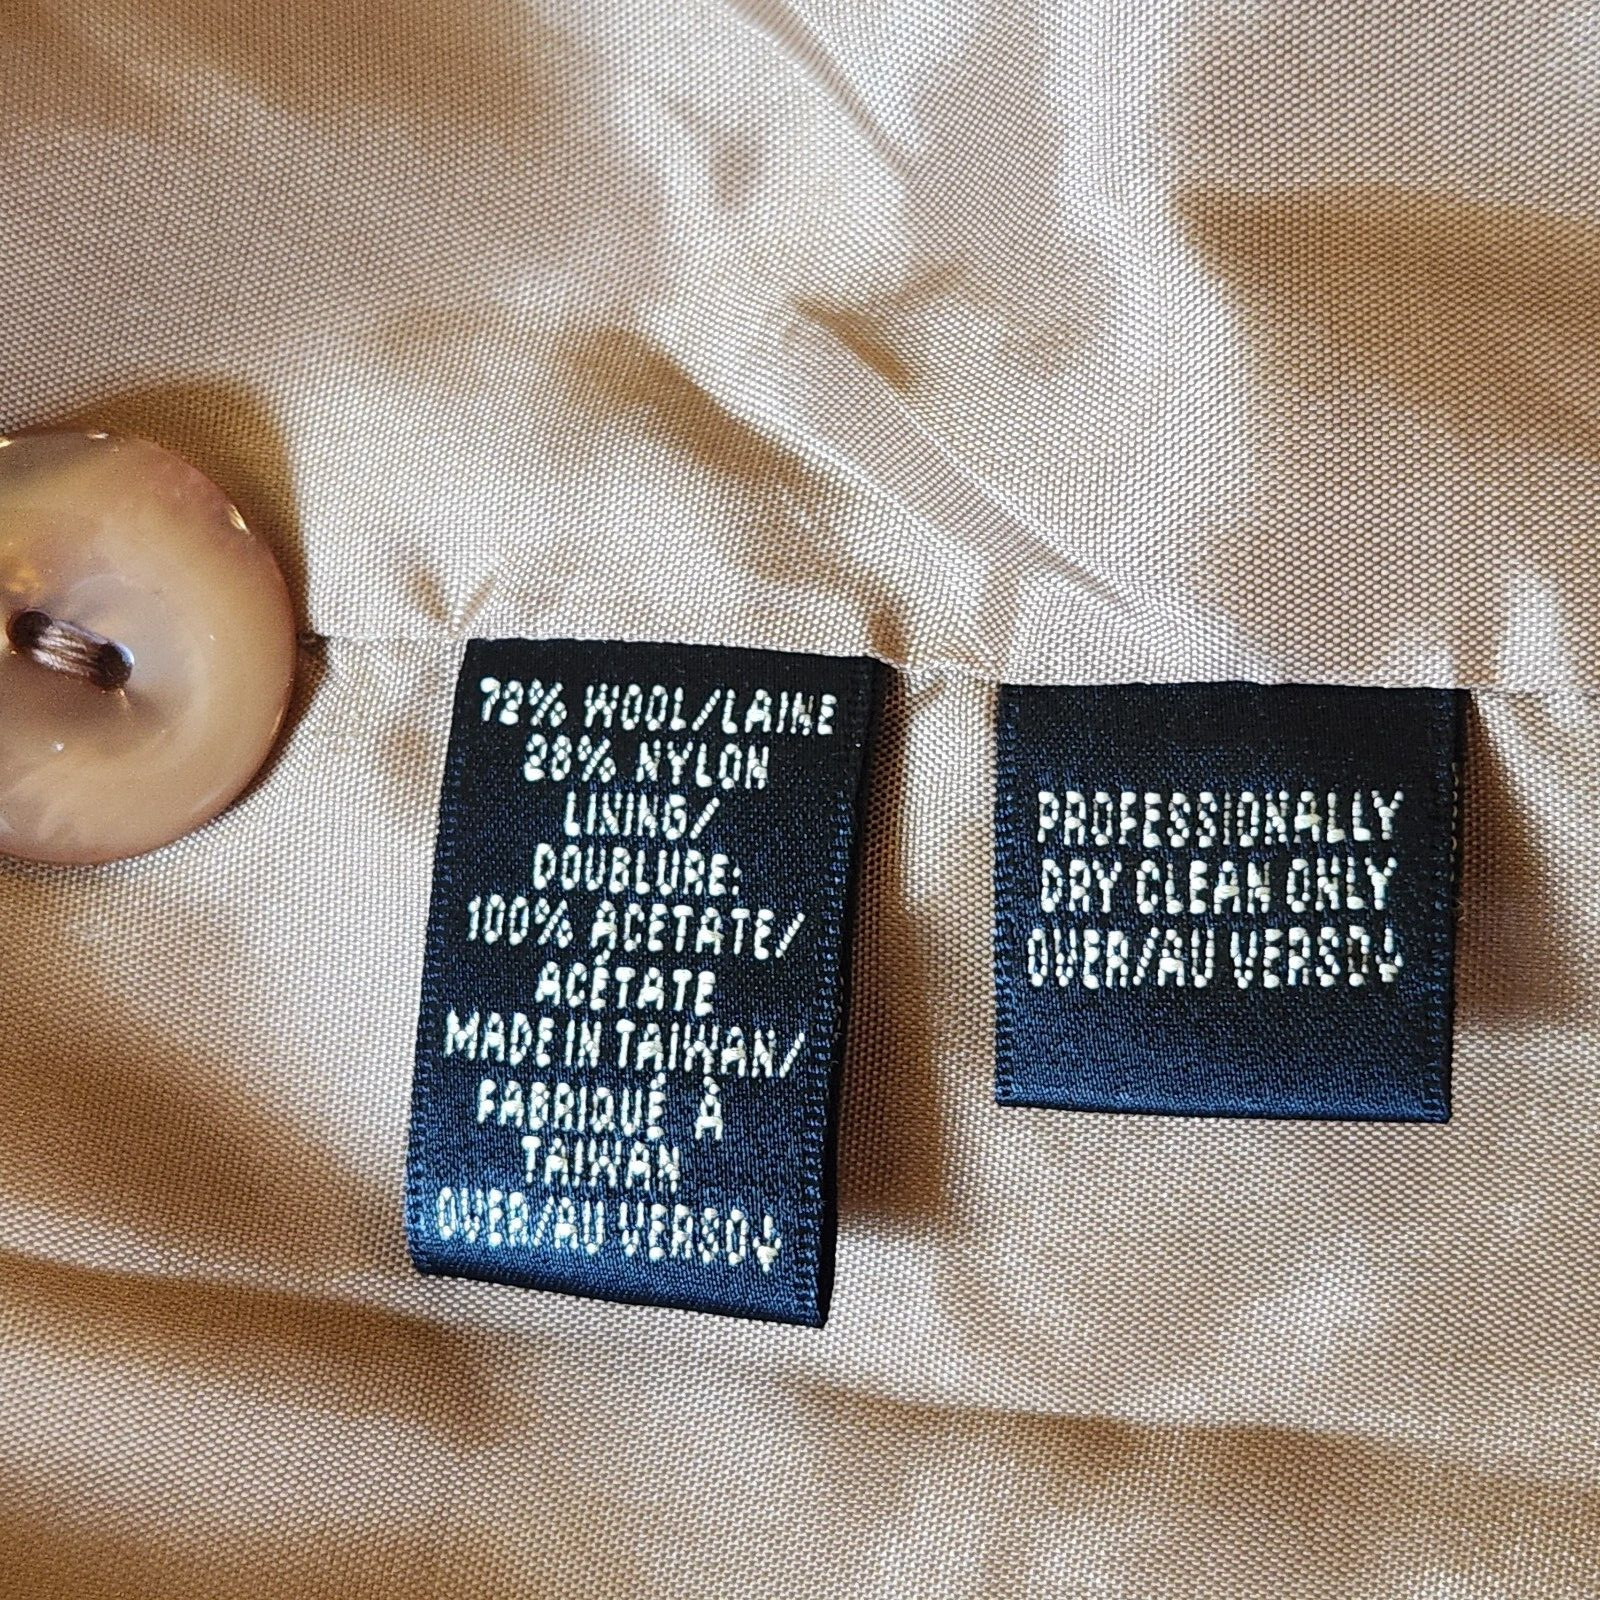 72% WOOL/LAINE
28% NYLON
LINING/
DOUBLURE:
100% ACETATE/
ACÉTATE
MADE IN TAIWAN/
FABRIQUÉ À
TAIWAN
OVER/AU VERSO↓
PROFESSIONALLY
DRY CLEAN ONLY
OVER/AU VERSO↓